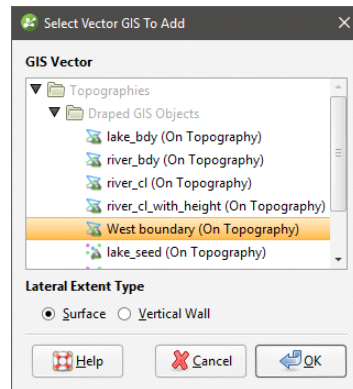 Select Vector GIS To Add
GIS Vector
Topographies
Draped GIS Objects
lake_bdy (On Topography)
river_bdy (On Topography)
river_cl (On Topography)
river_cl_with_height (On Topography)
West boundary (On Topography)
lake_seed (On Topography)
Lateral Extent Type
Surface Vertical Wall
Help Cancel OK